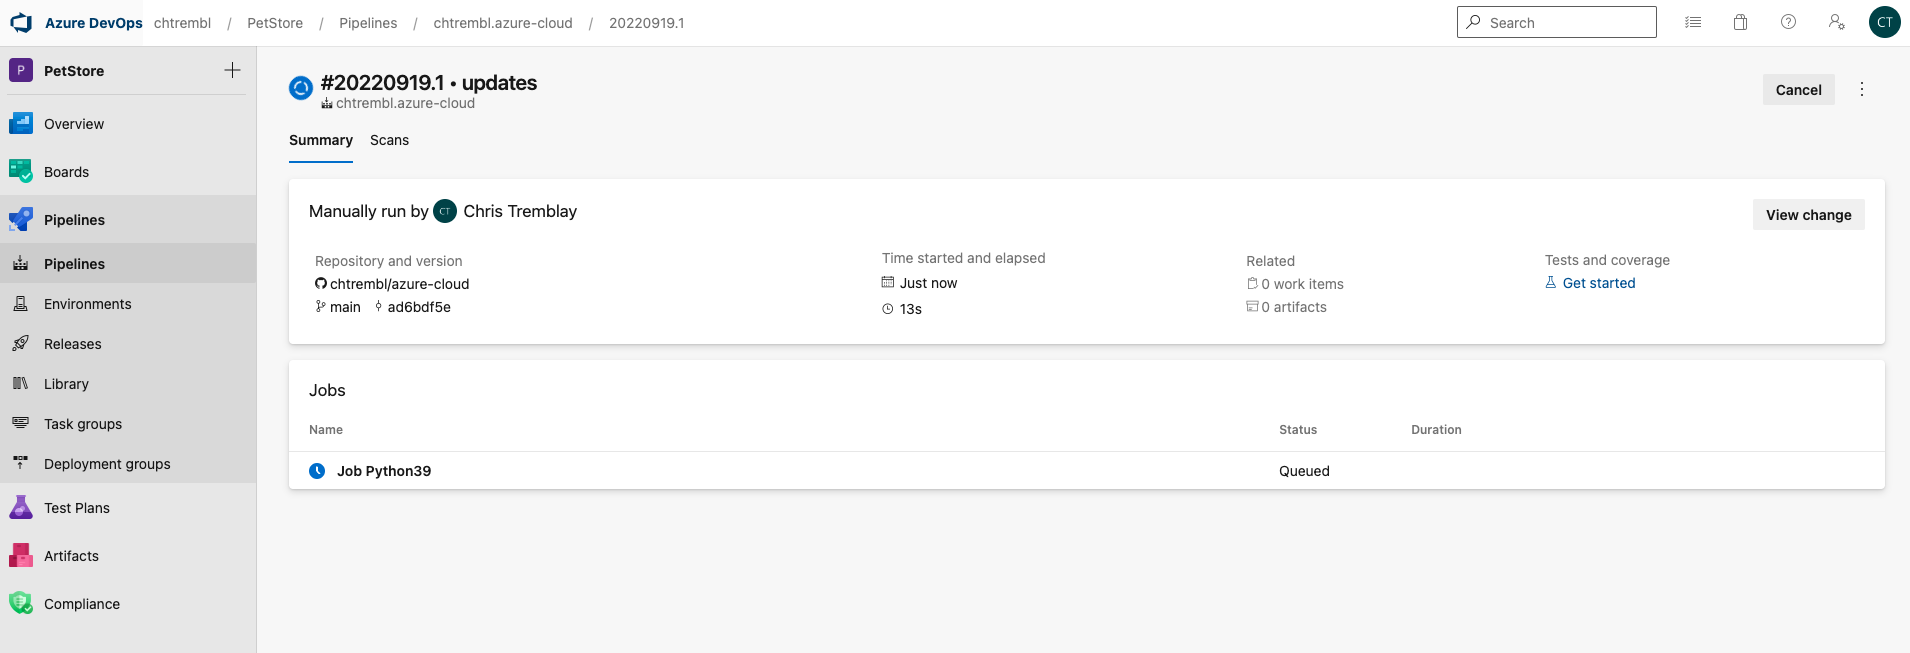 Azure DevOps chtrembl / PetStore / Pipelines / chtrembl.azure-cloud / 20220919.1 Search CT
P PetStore
Overview
Boards
Pipelines
Pipelines
Environments
Releases
Library
Task groups
Deployment groups
Test Plans
Artifacts
Compliance
#20220919.1 • updates
chtrembl.azure-cloud
Cancel
Summary Scans
Manually run by CT Chris Tremblay
View change
Repository and version
chtrembl/azure-cloud
main ad6bdf5e
Time started and elapsed
Just now
13s
Related
0 work items
0 artifacts
Tests and coverage
Get started
Jobs
Name Status Duration
Job Python39 Queued